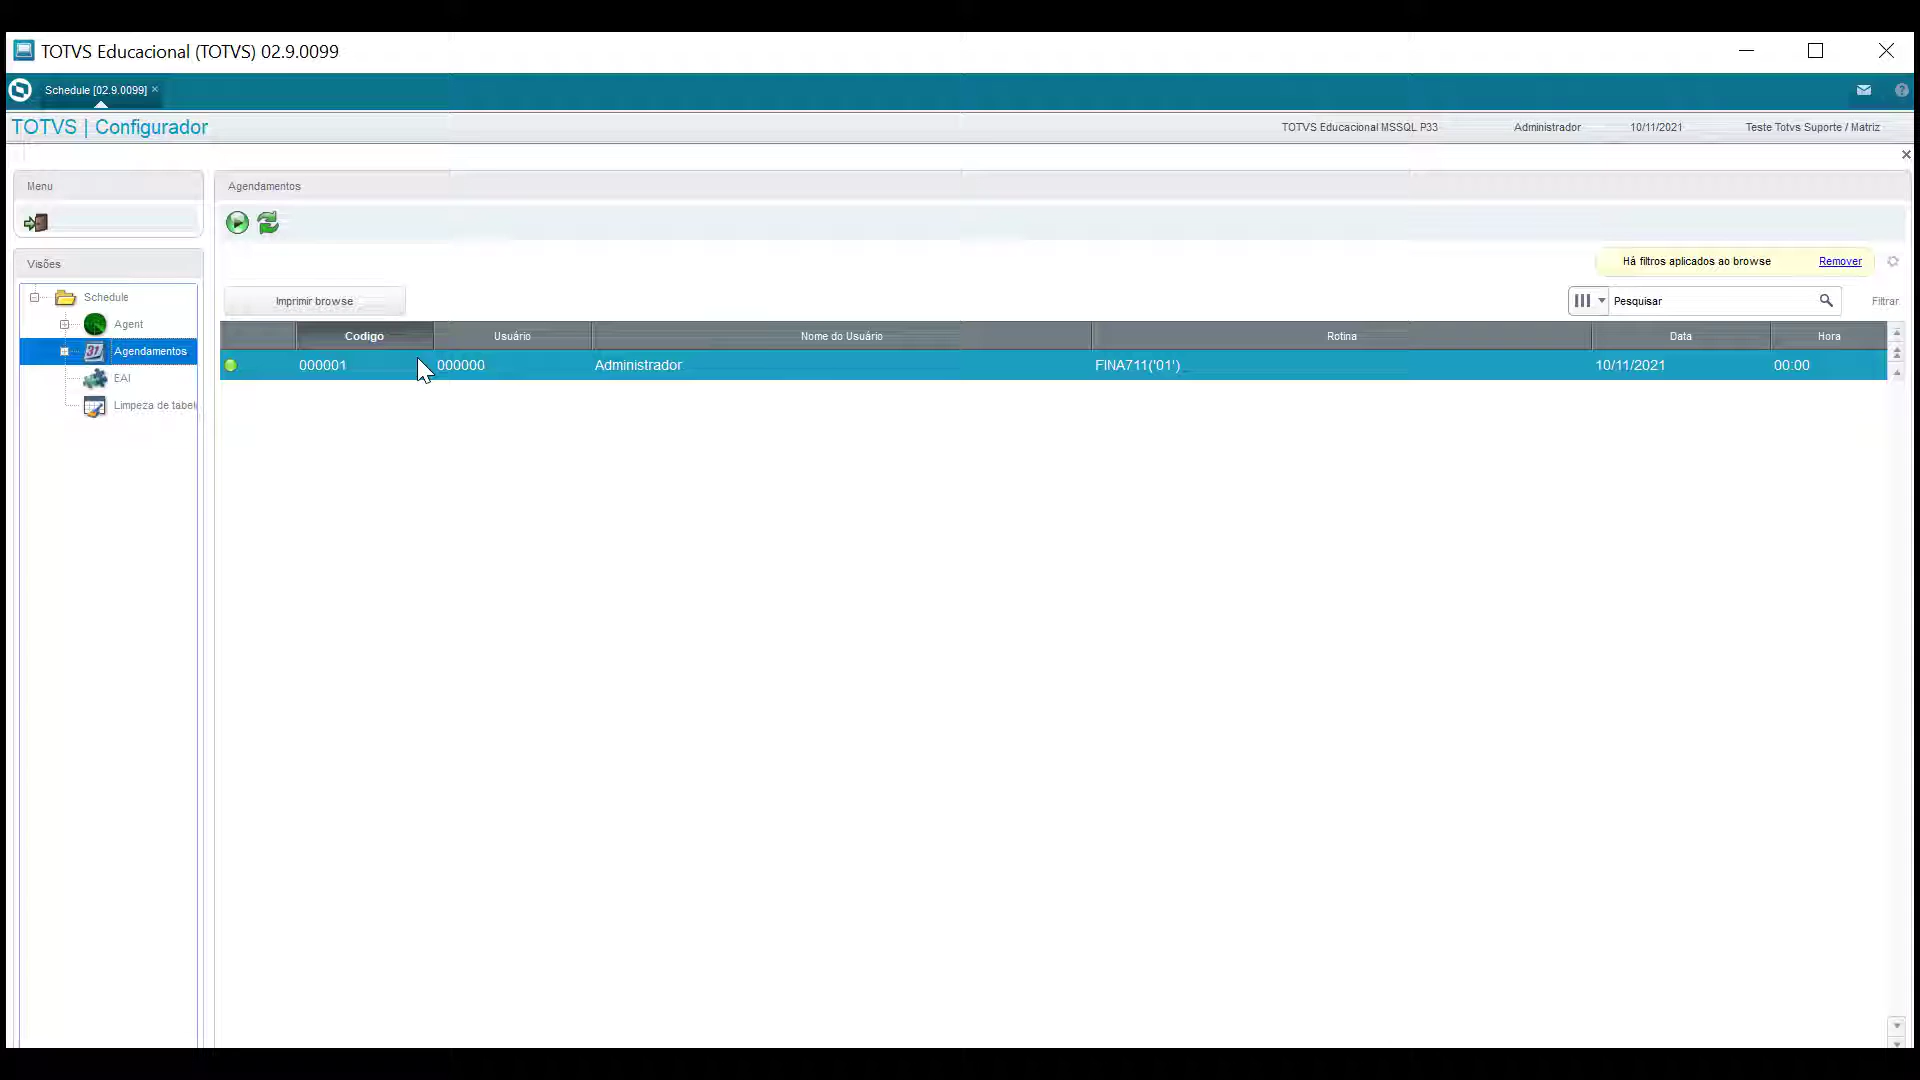 TOTVS Educacional (TOTVS) 02.9.0099
Schedule [02.9.0099]
TOTVS | Configurador
TOTVS Educacional MSSQL P33 Administrador 10/11/2021 Teste Totvs Suporte / Matriz
Menu
Agendamentos
Visões
Há filtros aplicados ao browse Remover
Schedule
Agent
31 Agendamentos
EAI
Limpeza de tabel
Imprimir browse
Pesquisar
Filtrar
Codigo Usuário Nome do Usuário Rotina Data Hora
000001 000000 Administrador FINA711('01')_ 10/11/2021 00:00